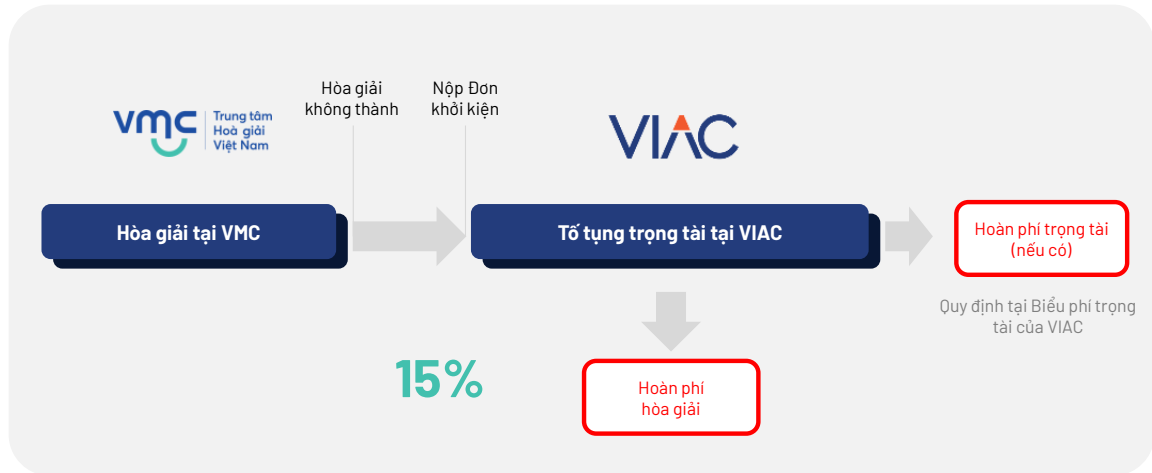 Hòa giải
không thành
Nộp Đơn
khởi kiện
vmc
Trung tâm
Hoà giải
Việt Nam
VIAC
Hòa giải tại VMC
Tố tụng trọng tài tại VIAC
Hoàn phí trọng tài
(nếu có)
Quy định tại Biểu phí trọng
tài của VIAC
15%
Hoàn phí
hòa giải